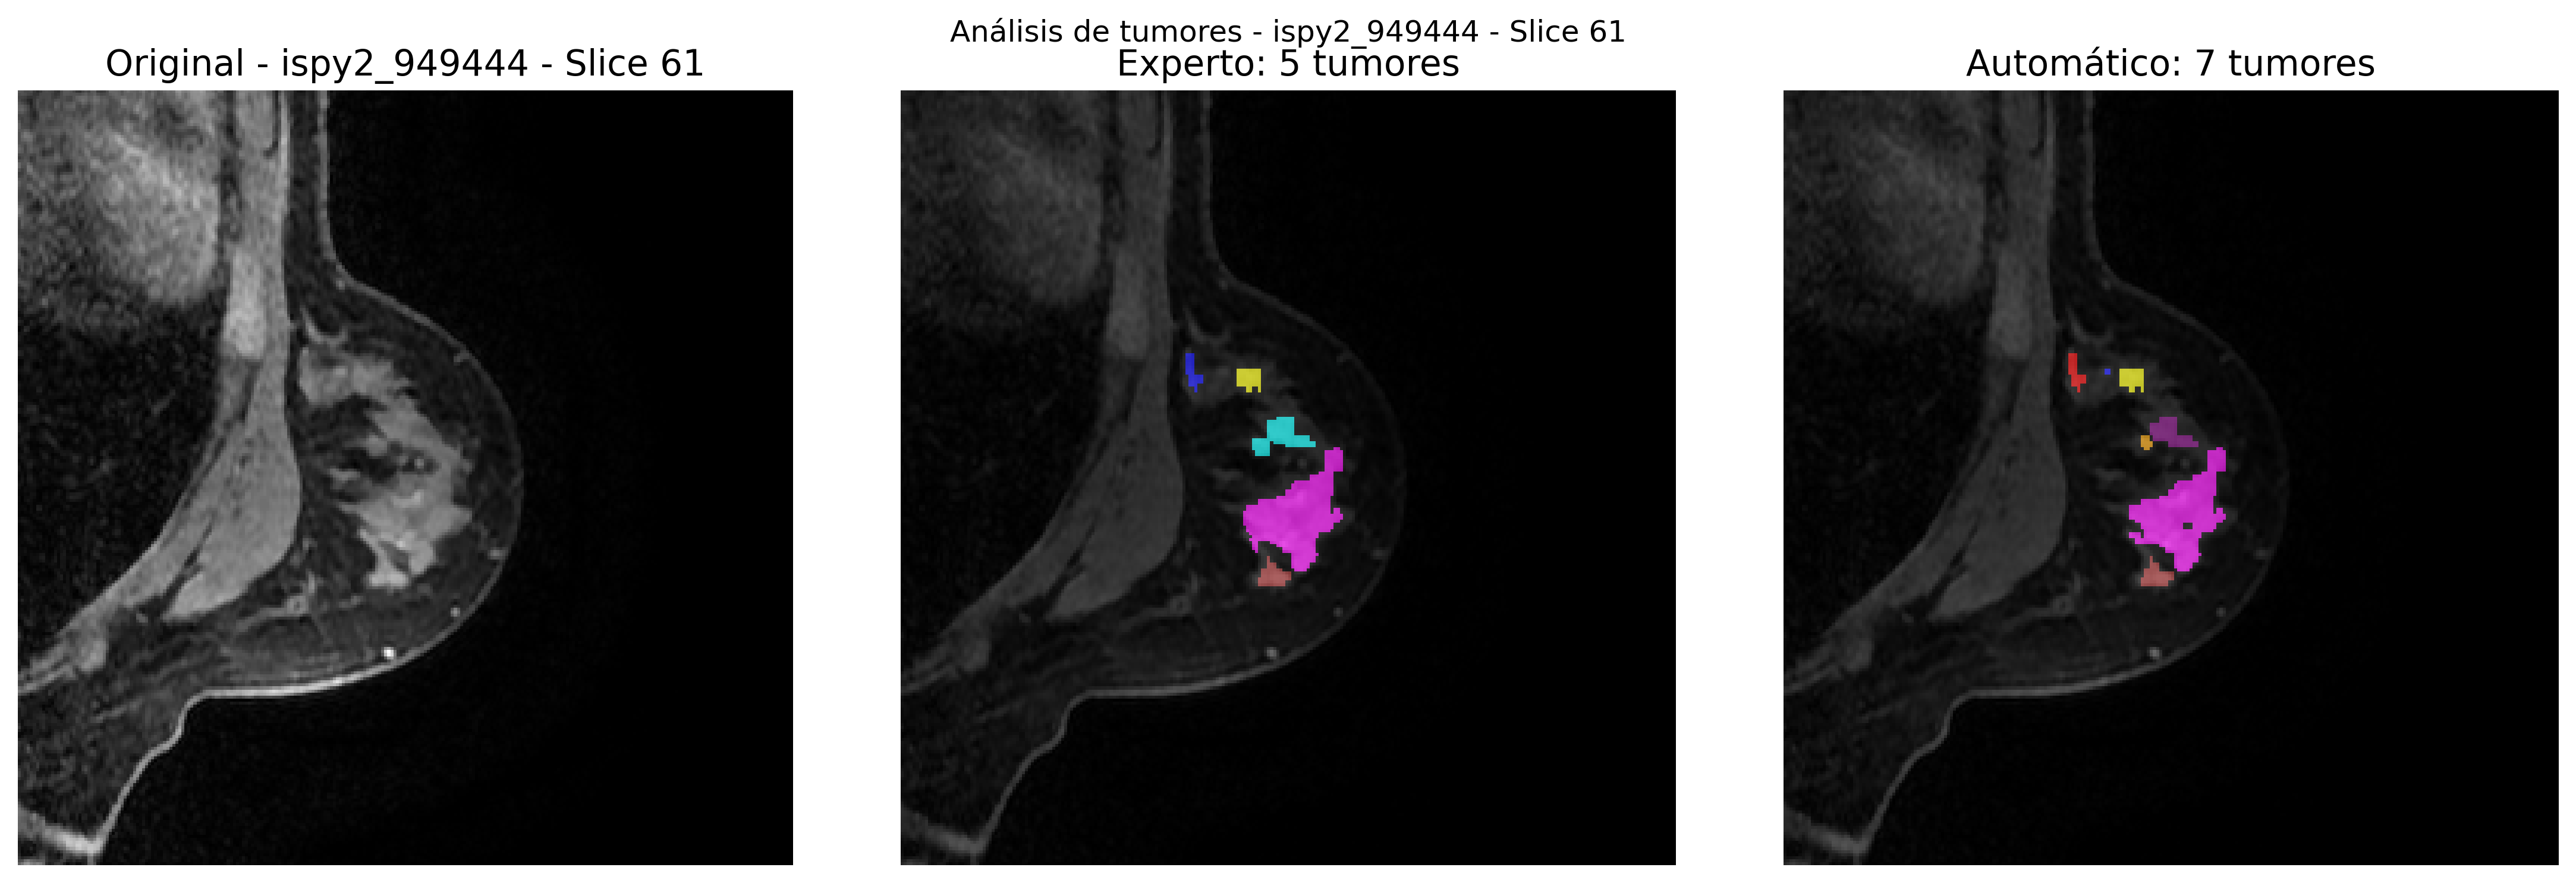 Análisis de tumores - ispy2_949444 - Slice 61
Original - ispy2_949444 - Slice 61
Experto: 5 tumores
Automático: 7 tumores